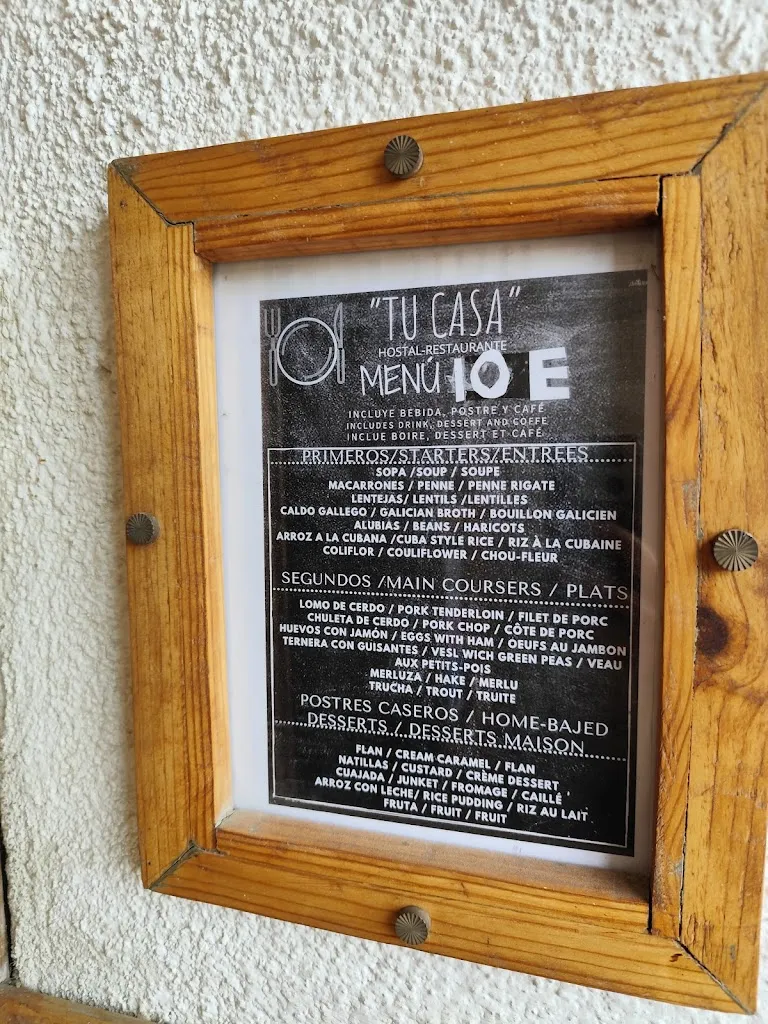 "TU CASA"
HOSTAL-RESTAURANTE
MENÚ 10 E
INCLUYE BEBIDA, POSTRE Y CAFÉ
INCLUDES DRINK, DESSERT AND COFFE
INCLUE BOIRE, DESSERT ET CAFÉ
PRIMEROS/STARTERS/ENTREES
SOPA /SOUP / SOUPE
MACARRONES / PENNE / PENNE RIGATE
LENTEJAS/ LENTILS /LENTILLES
CALDO GALLEGO / GALICIAN BROTH / BOUILLON GALICIEN
ALUBIAS / BEANS / HARICOTS
ARROZ A LA CUBANA /CUBA STYLE RICE / RIZ À LA CUBAINE
COLIFLOR / COULIFLOWER / CHOU-FLEUR
SEGUNDOS /MAIN COURSERS / PLATS
LOMO DE CERDO / PORK TENDERLOIN / FILET DE PORC
CHULETA DE CERDO / PORK CHOP / CÔTE DE PORC
HUEVOS CON JAMÓN / EGGS WITH HAM / OEUFS AU JAMBON
TERNERA CON GUISANTES / VESL WICH GREEN PEAS / VEAU
AUX PETITS-POIS
MERLUZA / HAKE / MERLU
TRUCHA / TROUT / TRUITE
POSTRES CASEROS / HOME-BAJED
DESSERTS / DESSERTS MAISON
FLAN / CREAM CARAMEL / FLAN
NATILLAS / CUSTARD / CRÈME DESSERT
CUAJADA / JUNKET / FROMAGE / CAILLÉ
ARROZ CON LECHE/ RICE PUDDING / RIZ AU LAIT
FRUTA / FRUIT / FRUIT